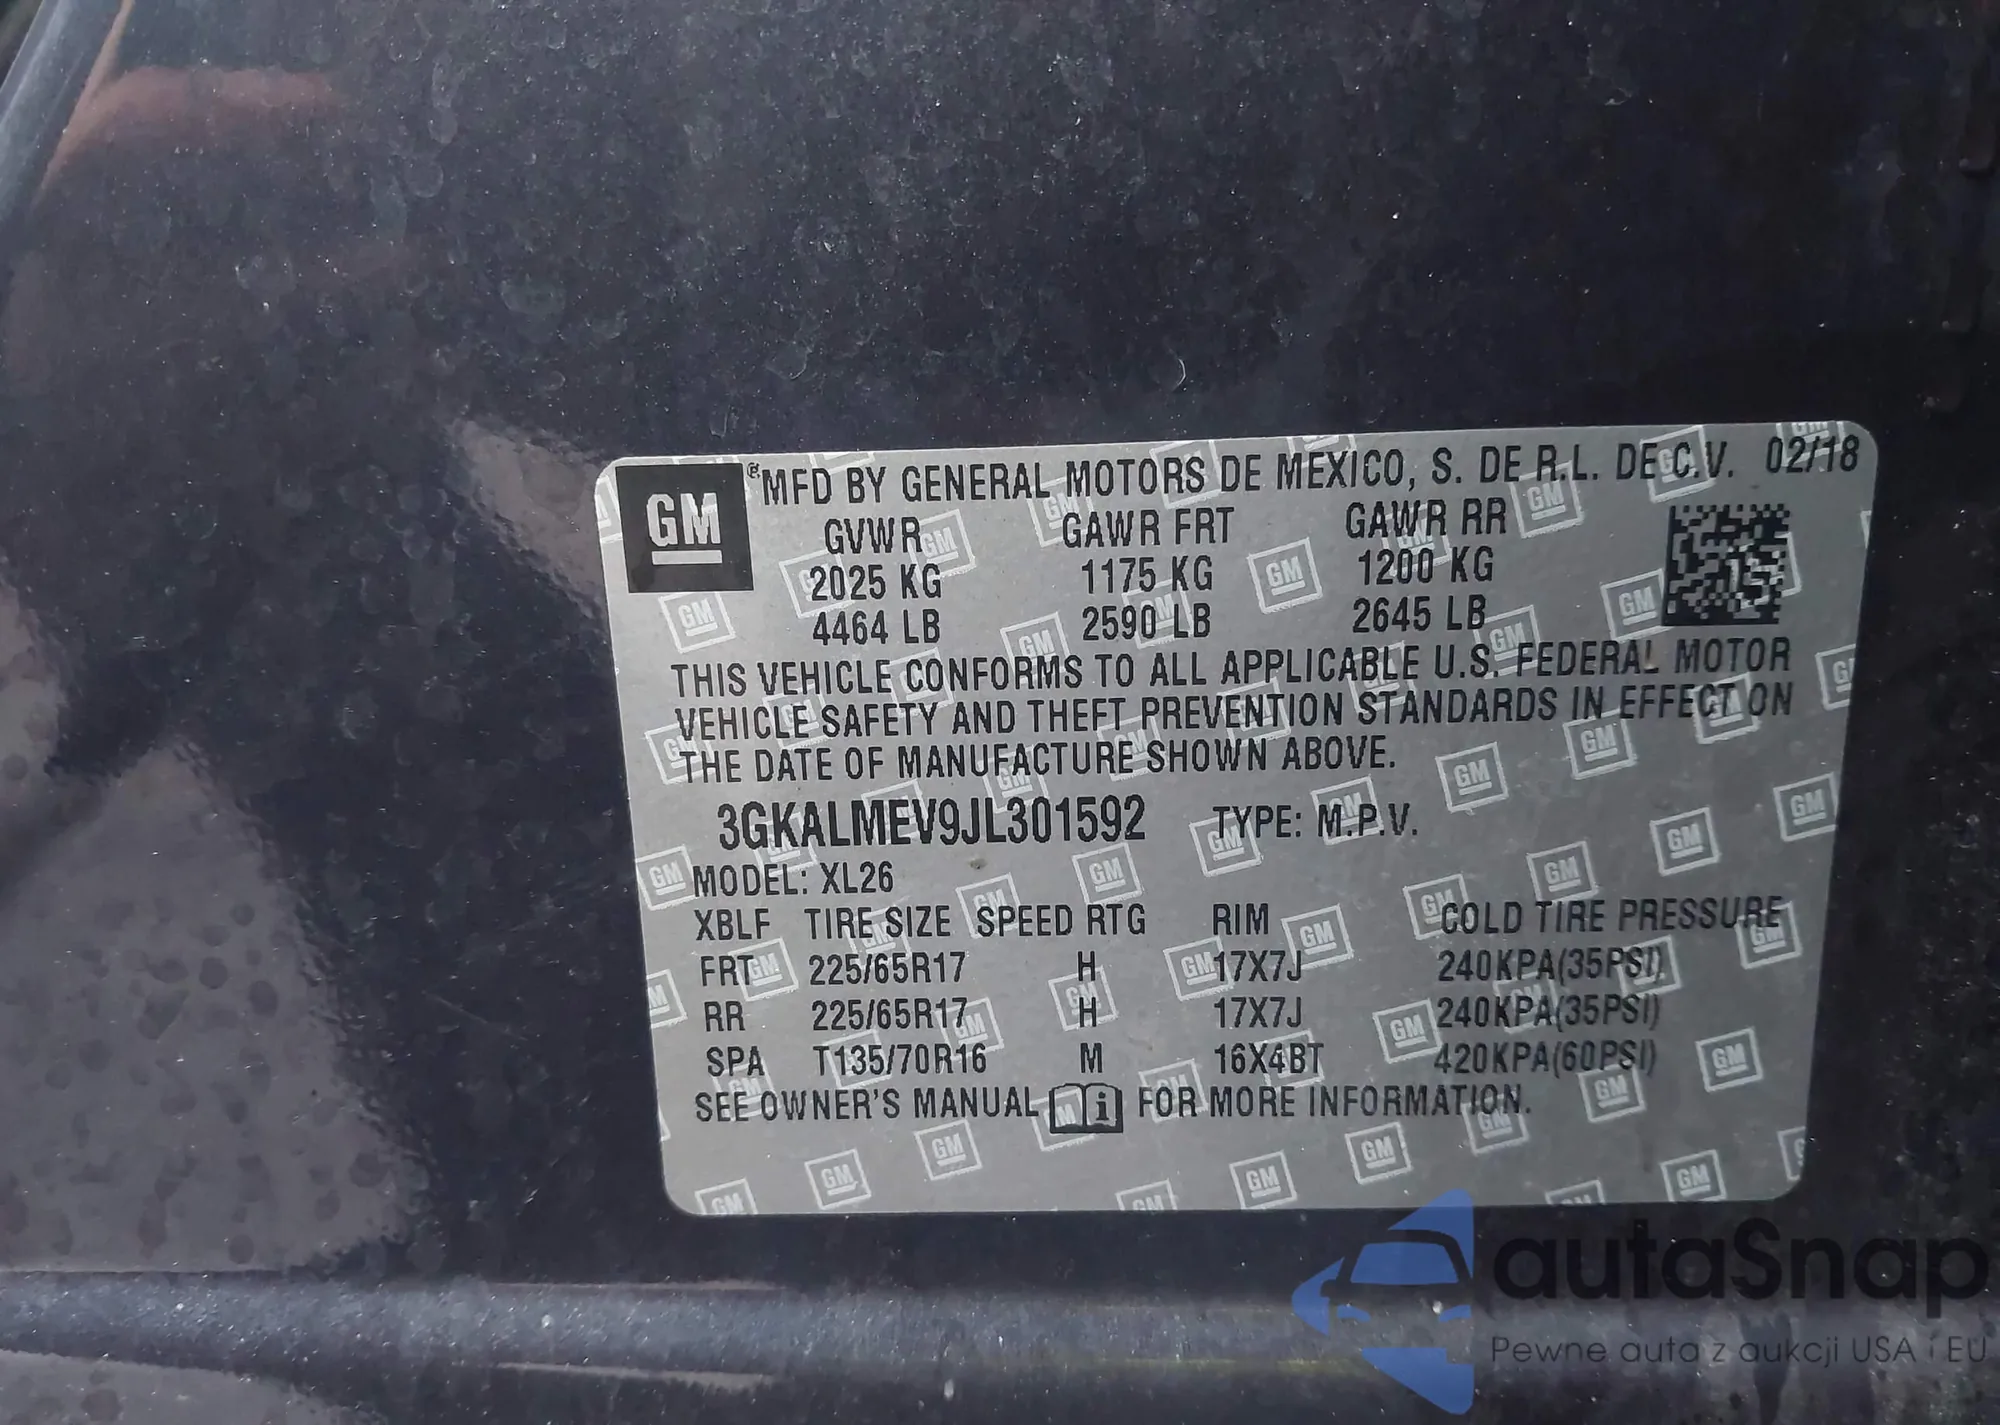 GM ® MFD BY GENERAL MOTORS DE MEXICO, S. DE R.L. DE C.V. 02/18
GVWR GAWR FRT GAWR RR
2025 KG 1175 KG 1200 KG
4464 LB 2590 LB 2645 LB
THIS VEHICLE CONFORMS TO ALL APPLICABLE U.S. FEDERAL MOTOR
VEHICLE SAFETY AND THEFT PREVENTION STANDARDS IN EFFECT ON
THE DATE OF MANUFACTURE SHOWN ABOVE.
3GKALMEV9JL301592 TYPE: M.P.V.
MODEL: XL26
XBLF TIRE SIZE SPEED RTG RIM COLD TIRE PRESSURE
FRT 225/65R17 H 17X7J 240KPA(35PSI)
RR 225/65R17 H 17X7J 240KPA(35PSI)
SPA T135/70R16 M 16X4BT 420KPA(60PSI)
SEE OWNER'S MANUAL i FOR MORE INFORMATION.
autoSnap
Pewne auta z aukcji USA i EU